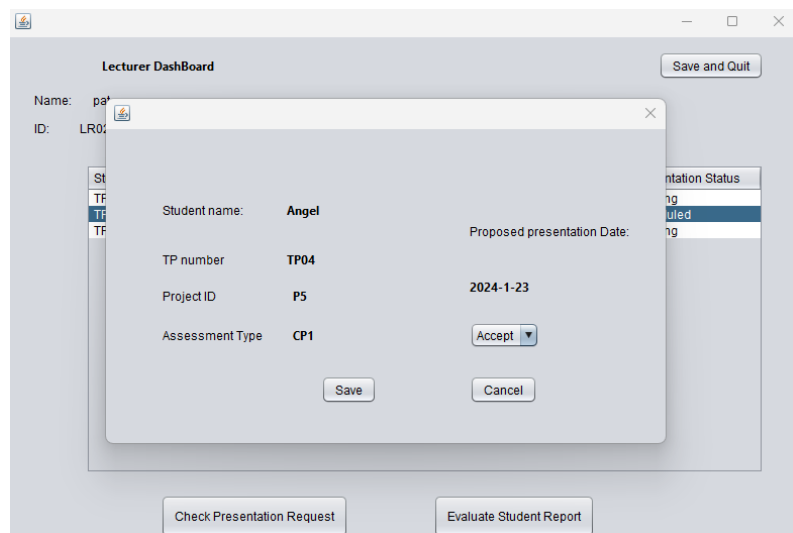 Lecturer DashBoard
Save and Quit
Name:
ID:
Student name: Angel
Proposed presentation Date:
TP number TP04
2024-1-23
Project ID P5
Assessment Type CP1
Accept
Save
Cancel
Check Presentation Request
Evaluate Student Report
Status